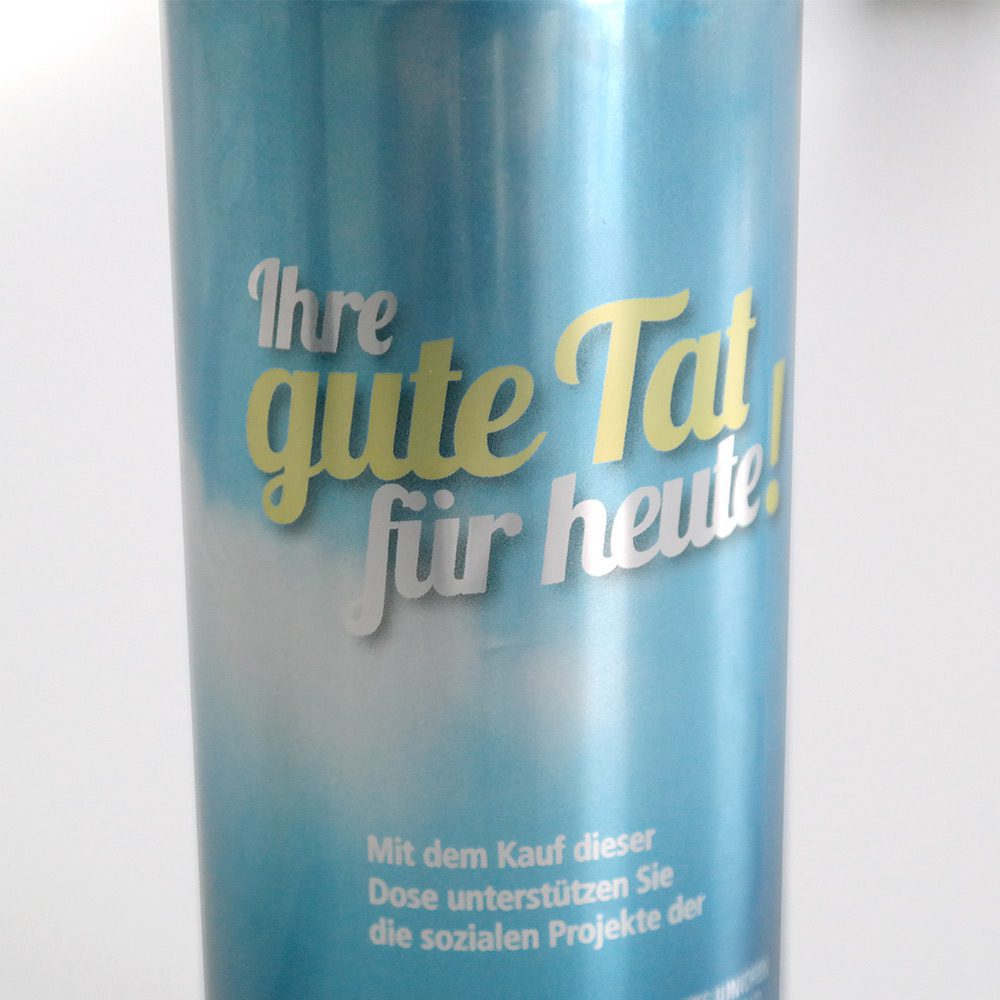 Ihre
gute Tat
für heute!
Mit dem Kauf dieser
Dose unterstützen Sie
die sozialen Projekte der